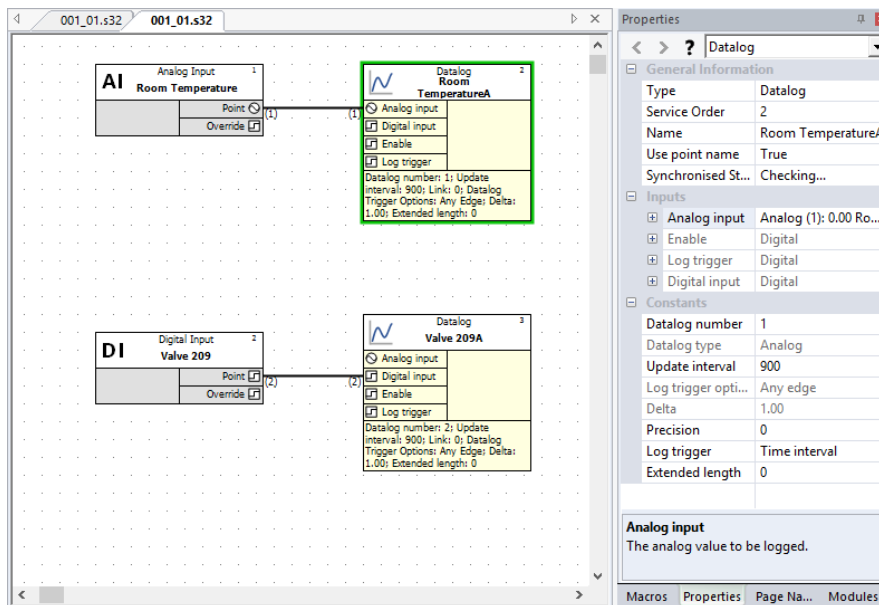 001_01.s32
001_01.s32
AI
Analog Input
1
Room Temperature
Point
Override
(1)
(1)
Datalog
2
Room
TemperatureA
Analog input
Digital input
Enable
Log trigger
Datalog number: 1; Update
interval: 900; Link: 0; Datalog
Trigger Options: Any Edge; Delta:
1.00; Extended length: 0
DI
Digital Input
2
Valve 209
Point
Override
(2)
(2)
Datalog
3
Valve 209A
Analog input
Digital input
Enable
Log trigger
Datalog number: 2; Update
interval: 900; Link: 0; Datalog
Trigger Options: Any Edge; Delta:
1.00; Extended length: 0
Properties
? Datalog
General Information
Type Datalog
Service Order 2
Name Room TemperatureA
Use point name True
Synchronised St... Checking...
Inputs
Analog input Analog (1): 0.00 Ro...
Enable Digital
Log trigger Digital
Digital input Digital
Constants
Datalog number 1
Datalog type Analog
Update interval 900
Log trigger opti... Any edge
Delta 1.00
Precision 0
Log trigger Time interval
Extended length 0
Analog input
The analog value to be logged.
Macros Properties Page Na... Modules